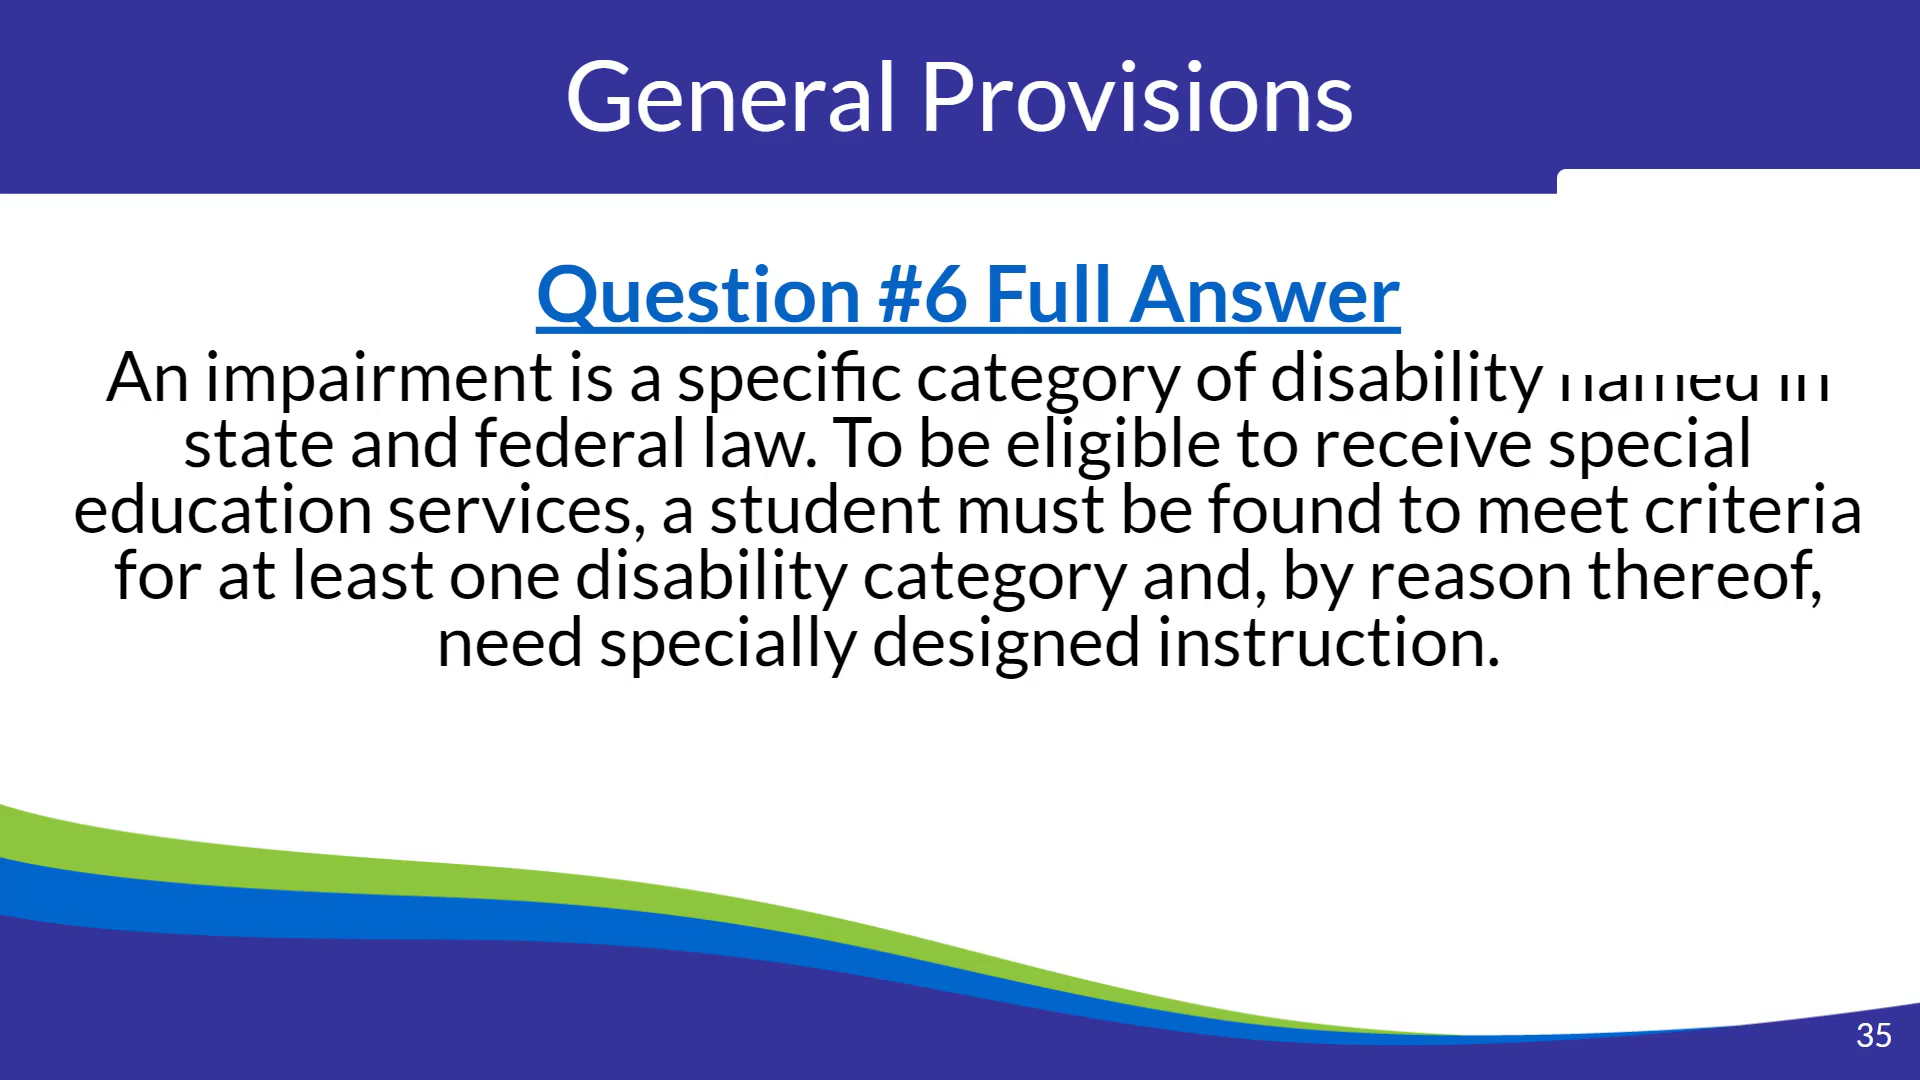 General Provisions
Question #6 Full Answer
An impairment is a specific category of disability named in
state and federal law. To be eligible to receive special
education services, a student must be found to meet criteria
for at least one disability category and, by reason thereof,
need specially designed instruction.
35